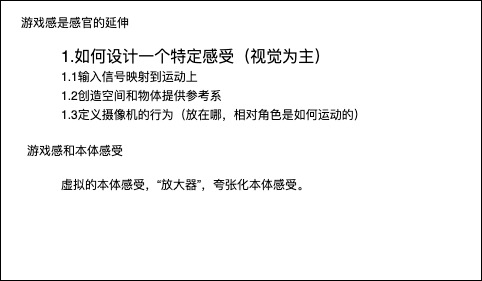 游戏感是感官的延伸
1.如何设计一个特定感受（视觉为主）
1.1输入信号映射到运动上
1.2创造空间和物体提供参考系
1.3定义摄像机的行为（放在哪，相对角色是如何运动的）
游戏感和本体感受
虚拟的本体感受，“放大器”，夸张化本体感受。